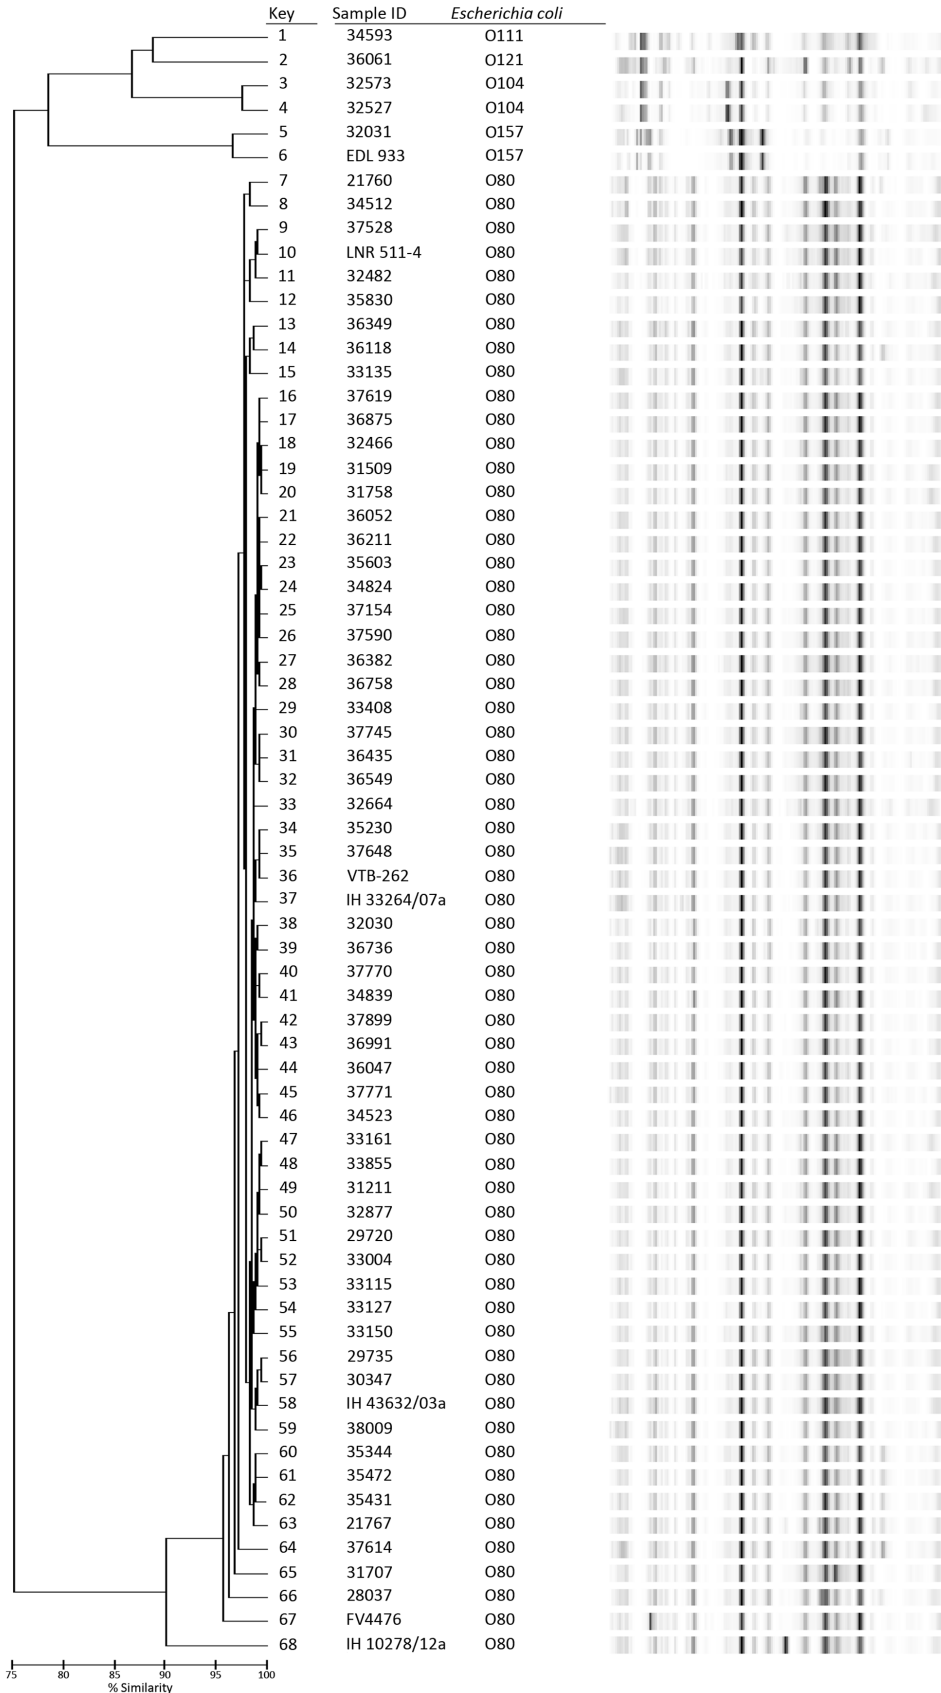 Key Sample ID Escherichia coli
1 34593 O111
2 36061 O121
3 32573 O104
4 32527 O104
5 32031 O157
6 EDL 933 O157
7 21760 O80
8 34512 O80
9 37528 O80
10 LNR 511-4 O80
11 32482 O80
12 35830 O80
13 36349 O80
14 36118 O80
15 33135 O80
16 37619 O80
17 36875 O80
18 32466 O80
19 31509 O80
20 31758 O80
21 36052 O80
22 36211 O80
23 35603 O80
24 34824 O80
25 37154 O80
26 37590 O80
27 36382 O80
28 36758 O80
29 33408 O80
30 37745 O80
31 36435 O80
32 36549 O80
33 32664 O80
34 35230 O80
35 37648 O80
36 VTB-262 O80
37 IH 33264/07a O80
38 32030 O80
39 36736 O80
40 37770 O80
41 34839 O80
42 37899 O80
43 36991 O80
44 36047 O80
45 37771 O80
46 34523 O80
47 33161 O80
48 33855 O80
49 31211 O80
50 32877 O80
51 29720 O80
52 33004 O80
53 33115 O80
54 33127 O80
55 33150 O80
56 29735 O80
57 30347 O80
58 IH 43632/03a O80
59 38009 O80
60 35344 O80
61 35472 O80
62 35431 O80
63 21767 O80
64 37614 O80
65 31707 O80
66 28037 O80
67 FV4476 O80
68 IH 10278/12a O80
75 80 85 90 95 100
% Similarity